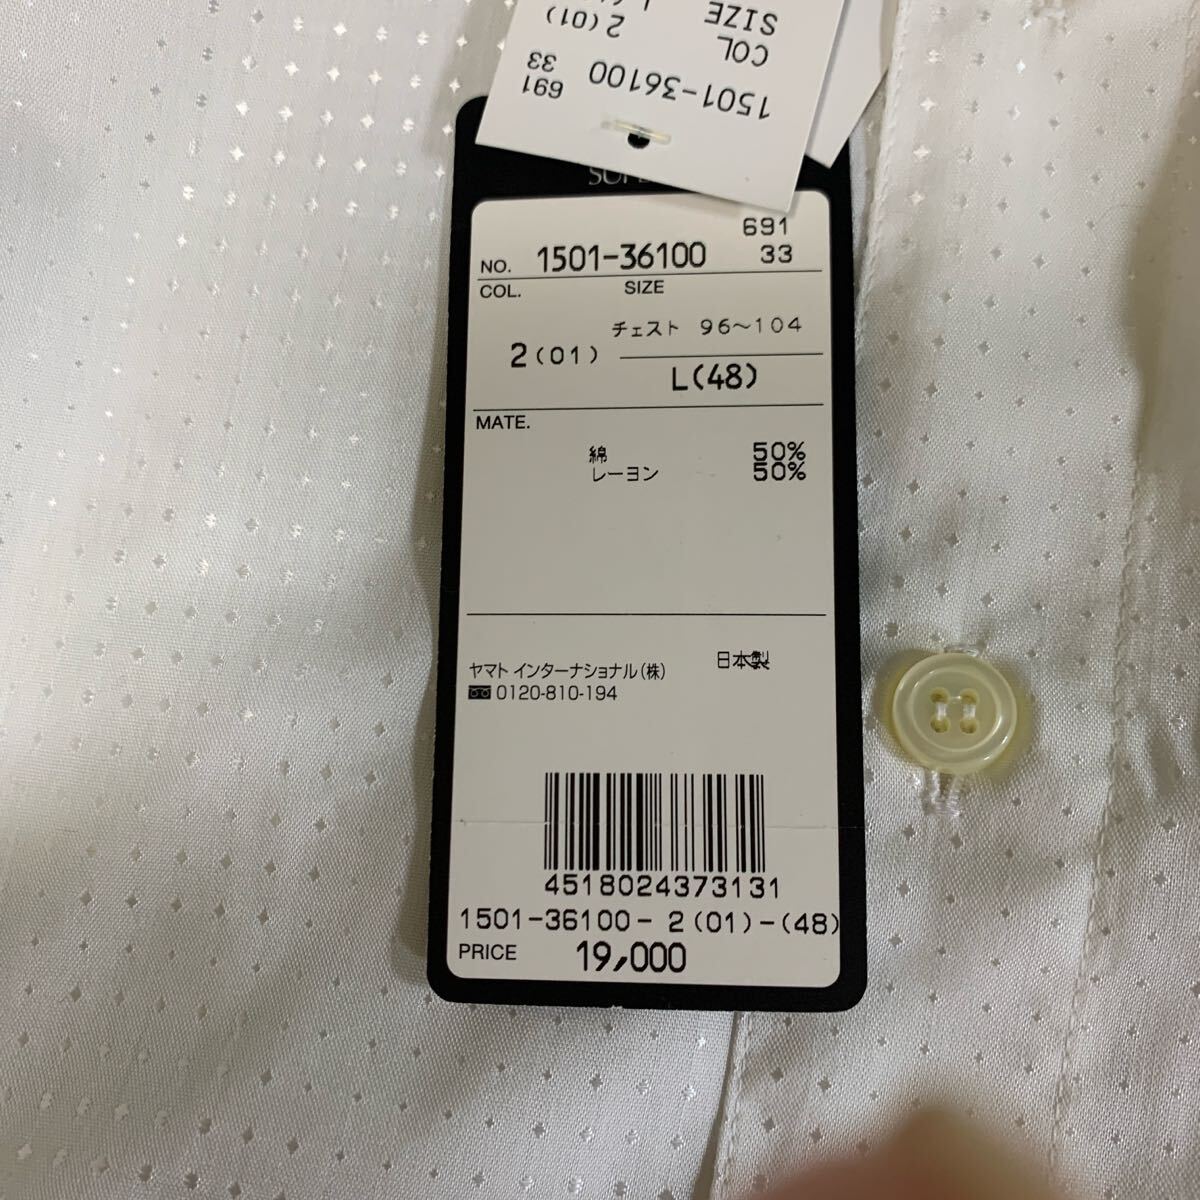 SIZE
COL
2(01)
1501-36100
691
33
691
NO. 1501-36100 33
COL. SIZE
チェスト 96〜104
2(01)
L(48)
MATE.
綿 50%
レーヨン 50%
ヤマト インターナショナル(株) 日本製
0120-810-194
4518024373131
1501-36100- 2(01)-(48)
PRICE 19,000